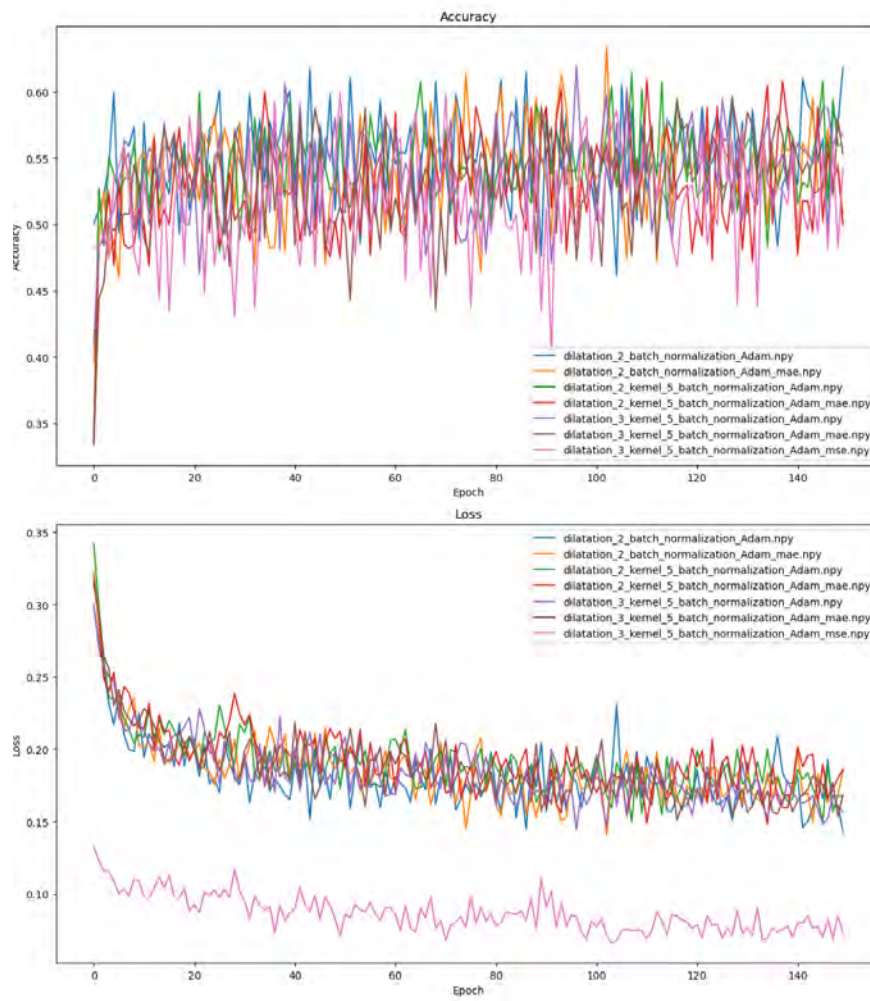 Accuracy
0.60
0.55
0.50
0.45
0.40
0.35
Accuracy
dilatation_2_batch_normalization_Adam.npy
dilatation_2_batch_normalization_Adam_mae.npy
dilatation_2_kernel_5_batch_normalization_Adam.npy
dilatation_2_kernel_5_batch_normalization_Adam_mae.npy
dilatation_3_kernel_5_batch_normalization_Adam.npy
dilatation_3_kernel_5_batch_normalization_Adam_mae.npy
dilatation_3_kernel_5_batch_normalization_Adam_mse.npy
0 20 40 60 80 100 120 140
Epoch
Loss
0.35
0.30
0.25
0.20
0.15
0.10
Loss
dilatation_2_batch_normalization_Adam.npy
dilatation_2_batch_normalization_Adam_mae.npy
dilatation_2_kernel_5_batch_normalization_Adam.npy
dilatation_2_kernel_5_batch_normalization_Adam_mae.npy
dilatation_3_kernel_5_batch_normalization_Adam.npy
dilatation_3_kernel_5_batch_normalization_Adam_mae.npy
dilatation_3_kernel_5_batch_normalization_Adam_mse.npy
0 20 40 60 80 100 120 140
Epoch